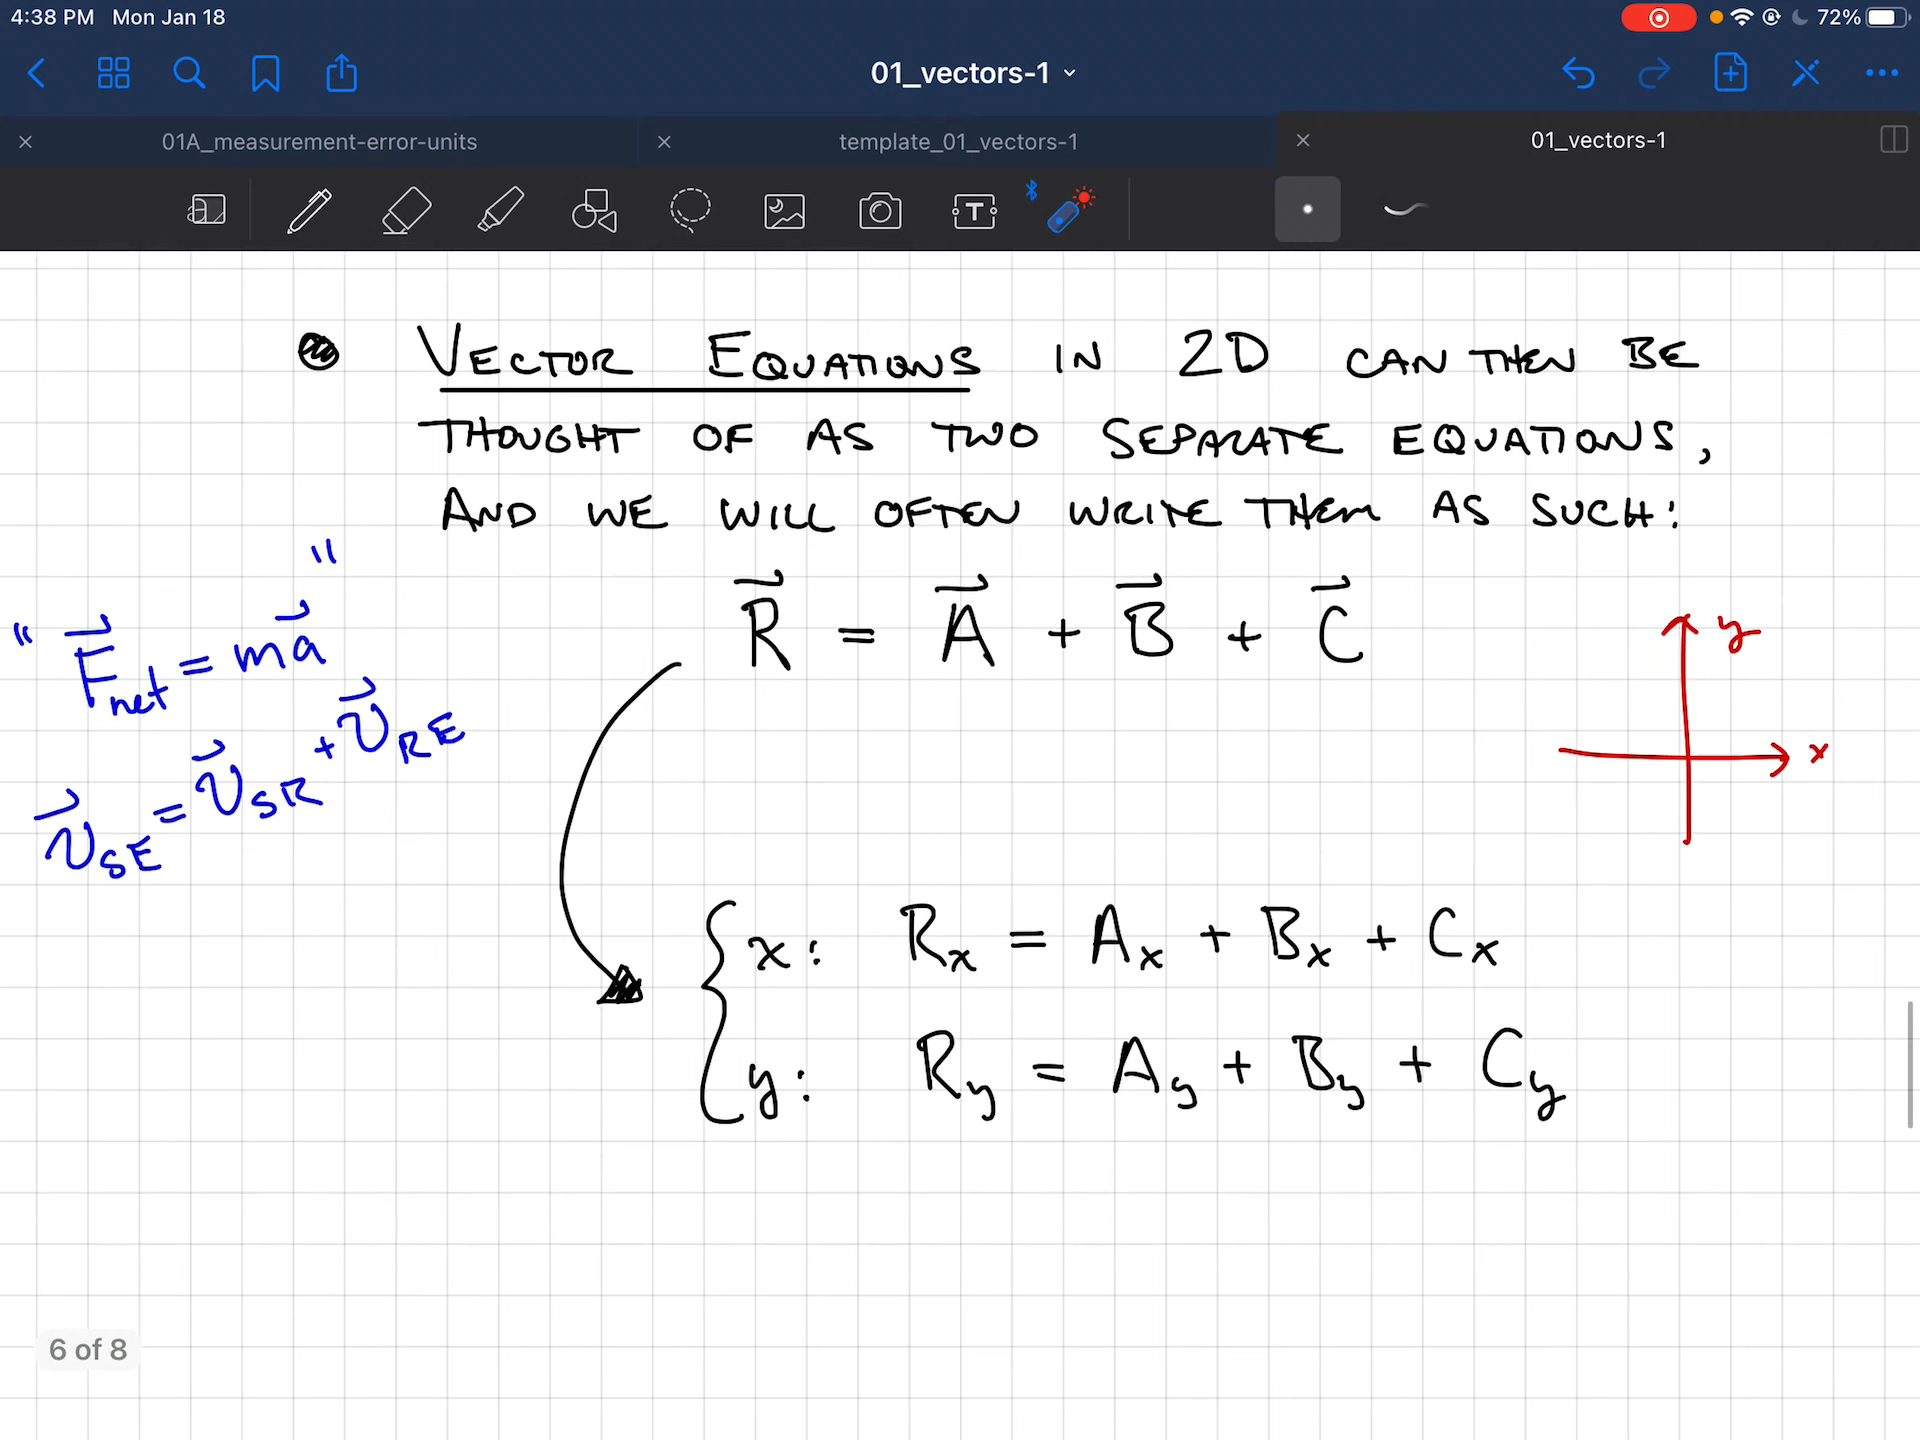 4:38 PM Mon Jan 18
72%
01_vectors-1
01A_measurement-error-units
template_01_vectors-1
01_vectors-1
VECTOR EQUATIONS IN 2D CAN THEN BE
THOUGHT OF AS TWO SEPARATE EQUATIONS,
AND WE WILL OFTEN WRITE THEM AS SUCH:
R⃗ = A⃗ + B⃗ + C⃗
"F⃗net = ma⃗"
v⃗SE = v⃗SR + v⃗RE
y
x
x: Rx = Ax + Bx + Cx
y: Ry = Ay + By + Cy
6 of 8